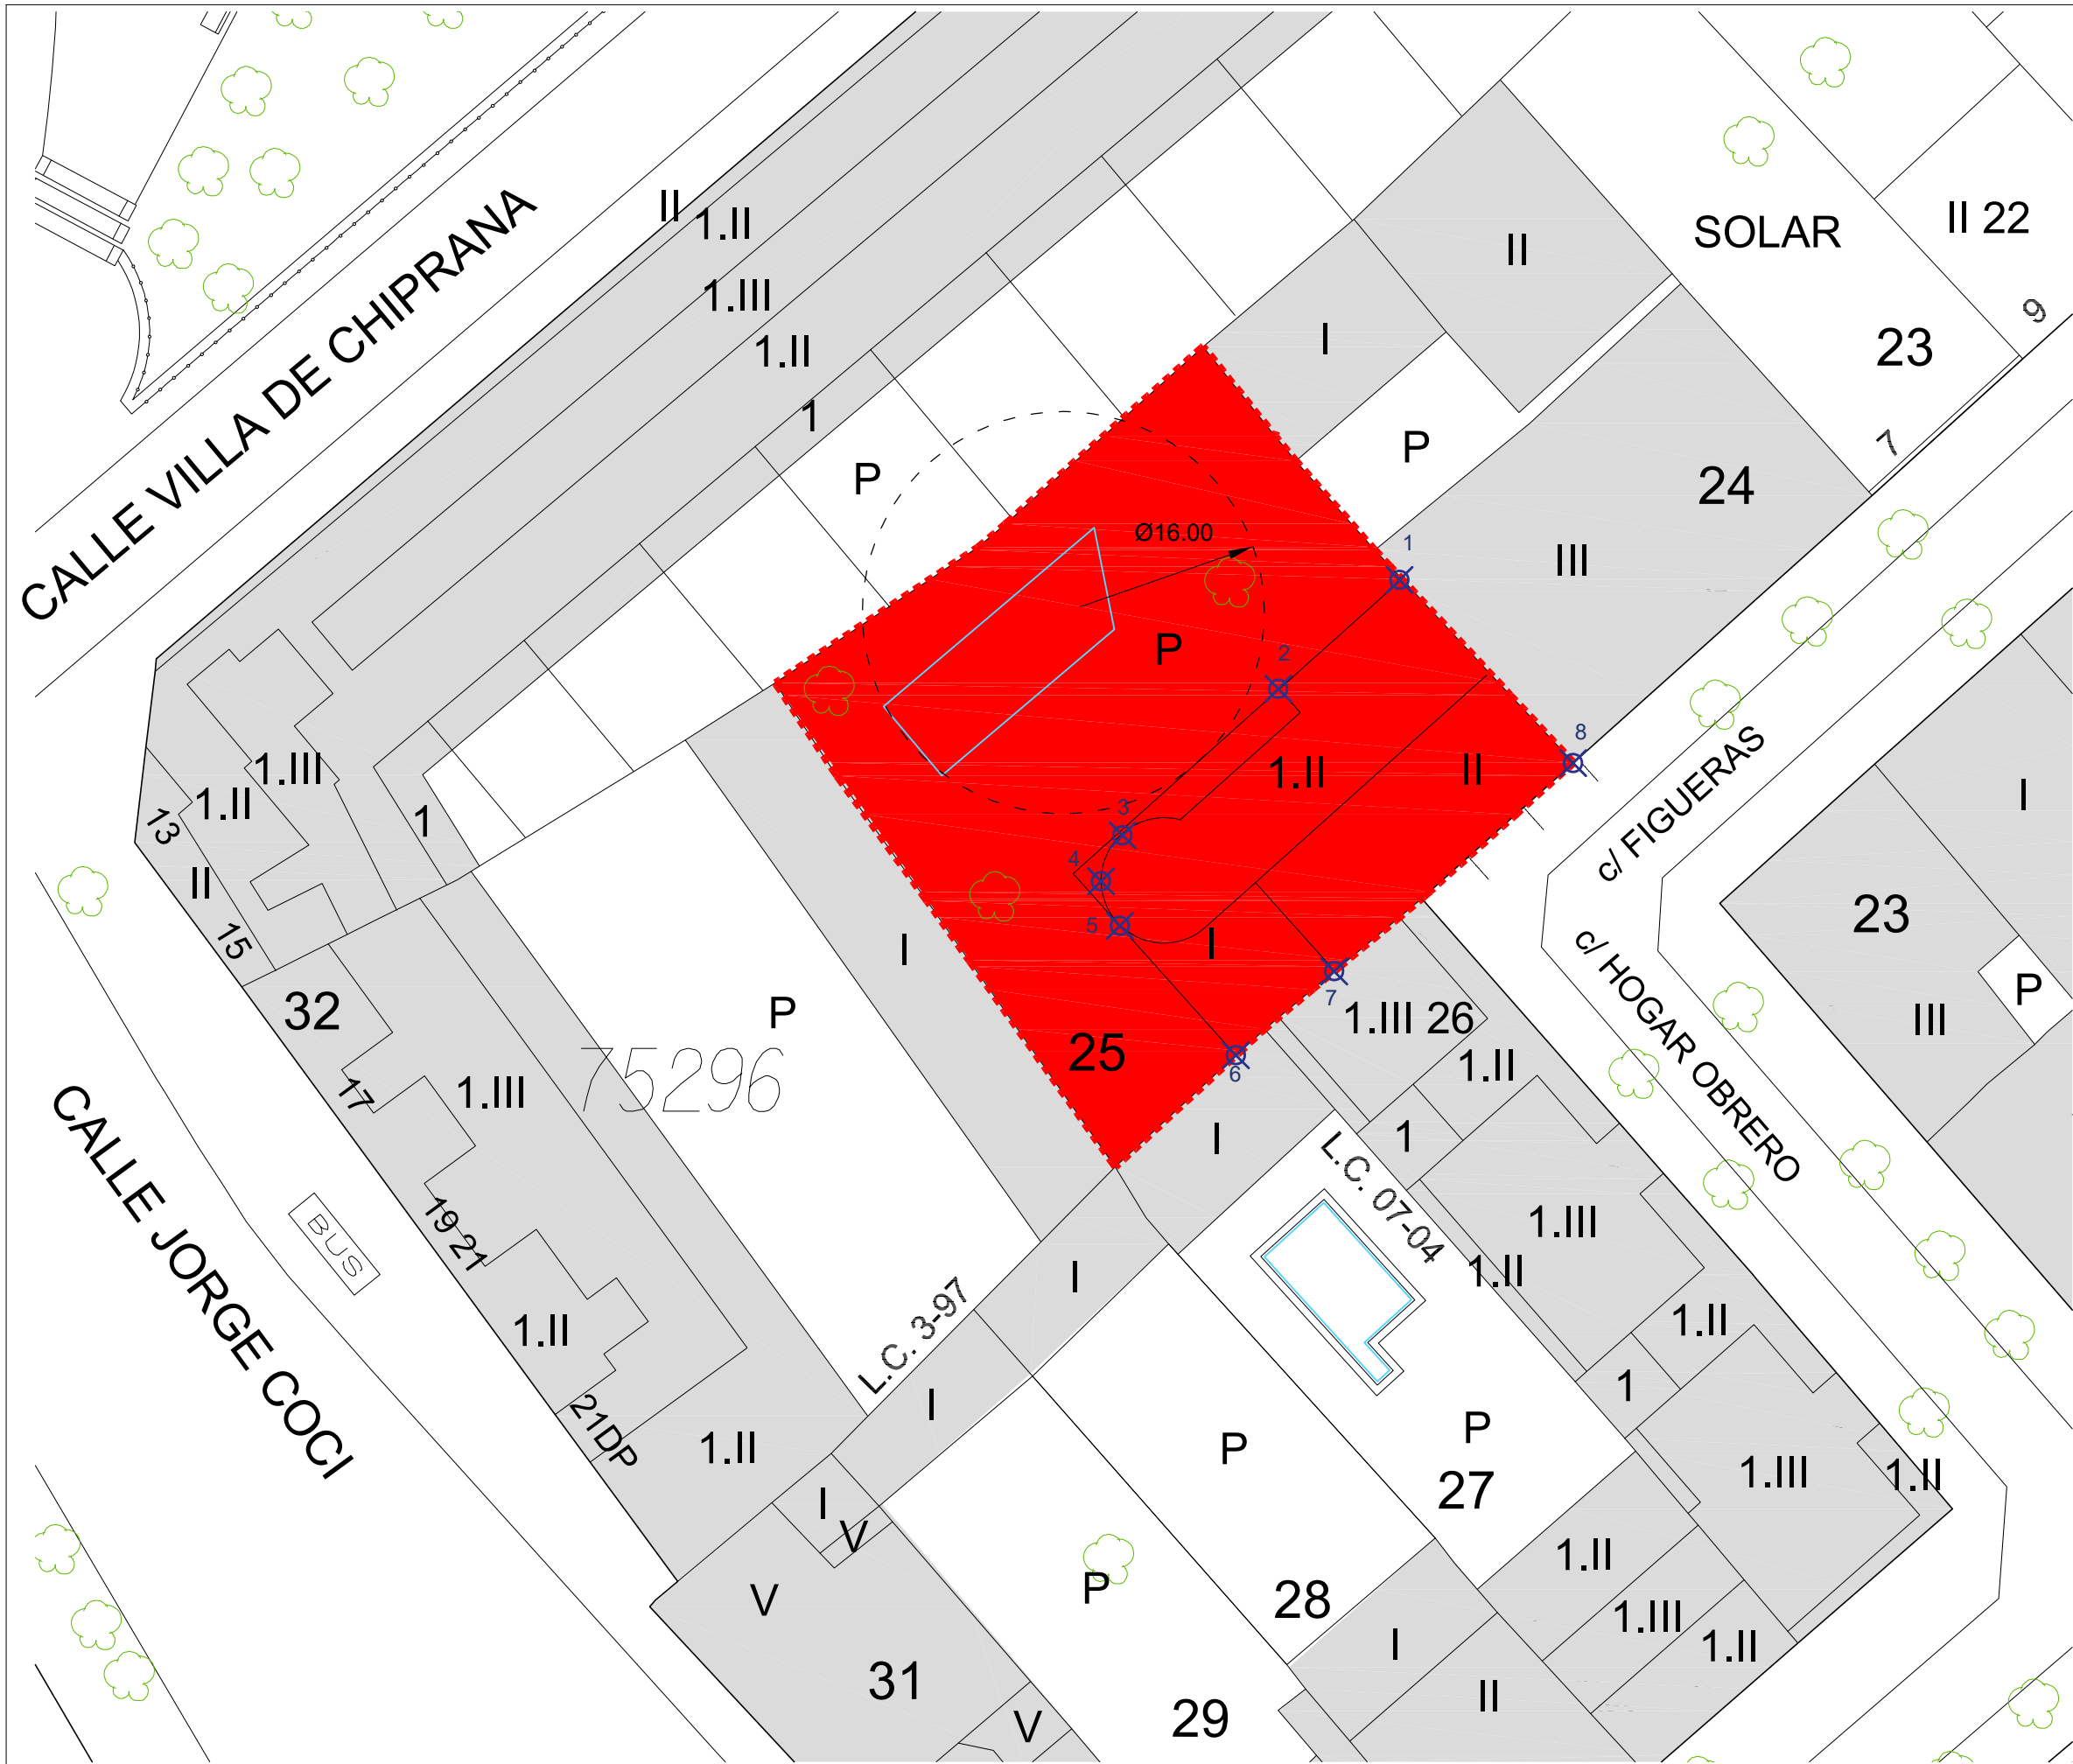 II
1.II
SOLAR
II 22
II
1.III
9
CALLE VILLA DE CHIPRANA
I
23
1.II
1
P
P
7
24
Ø16.00
1
III
P
2
8
1.III
1.II
II
1.II
c/ FIGUERAS
I
13
1
3
II
4
23
15
5
I
I
c/ HOGAR OBRERO
P
32
P
7
1.III 26
III
25
6
1.II
75296
17
1.III
I
1
L.C. 07-04
CALLE JORGE COCI
BUS
19 21
1.III
1.II
I
L.C. 3-97
1.II
1.II
21DP
I
1
1.II
P
P
27
1.III
1.II
I
V
V
P
28
1.II
1.III
1.II
I
31
II
29
V